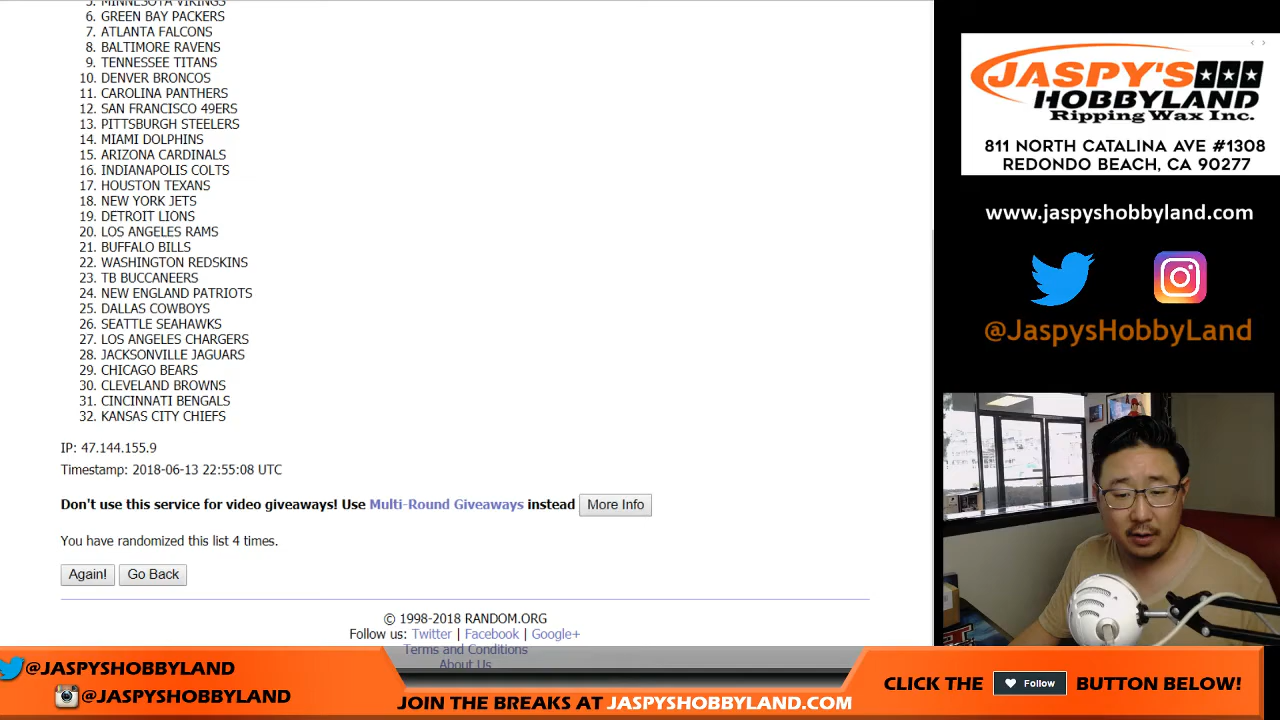 5. MINNESOTA VIKINGS
6. GREEN BAY PACKERS
7. ATLANTA FALCONS
8. BALTIMORE RAVENS
9. TENNESSEE TITANS
10. DENVER BRONCOS
11. CAROLINA PANTHERS
12. SAN FRANCISCO 49ERS
13. PITTSBURGH STEELERS
14. MIAMI DOLPHINS
15. ARIZONA CARDINALS
16. INDIANAPOLIS COLTS
17. HOUSTON TEXANS
18. NEW YORK JETS
19. DETROIT LIONS
20. LOS ANGELES RAMS
21. BUFFALO BILLS
22. WASHINGTON REDSKINS
23. TB BUCCANEERS
24. NEW ENGLAND PATRIOTS
25. DALLAS COWBOYS
26. SEATTLE SEAHAWKS
27. LOS ANGELES CHARGERS
28. JACKSONVILLE JAGUARS
29. CHICAGO BEARS
30. CLEVELAND BROWNS
31. CINCINNATI BENGALS
32. KANSAS CITY CHIEFS
IP: 47.144.155.9
Timestamp: 2018-06-13 22:55:08 UTC
Don't use this service for video giveaways! Use Multi-Round Giveaways instead More Info
You have randomized this list 4 times.
Again! Go Back
© 1998-2018 RANDOM.ORG
Follow us: Twitter | Facebook | Google+
Terms and Conditions
About Us
JASPY'S
HOBBYLAND
Ripping Wax Inc.
811 NORTH CATALINA AVE #1308
REDONDO BEACH, CA 90277
www.jaspyshobbyland.com
@JaspysHobbyLand
@JASPYSHOBBYLAND
@JASPYSHOBBYLAND
JOIN THE BREAKS AT JASPYSHOBBYLAND.COM
CLICK THE Follow BUTTON BELOW!